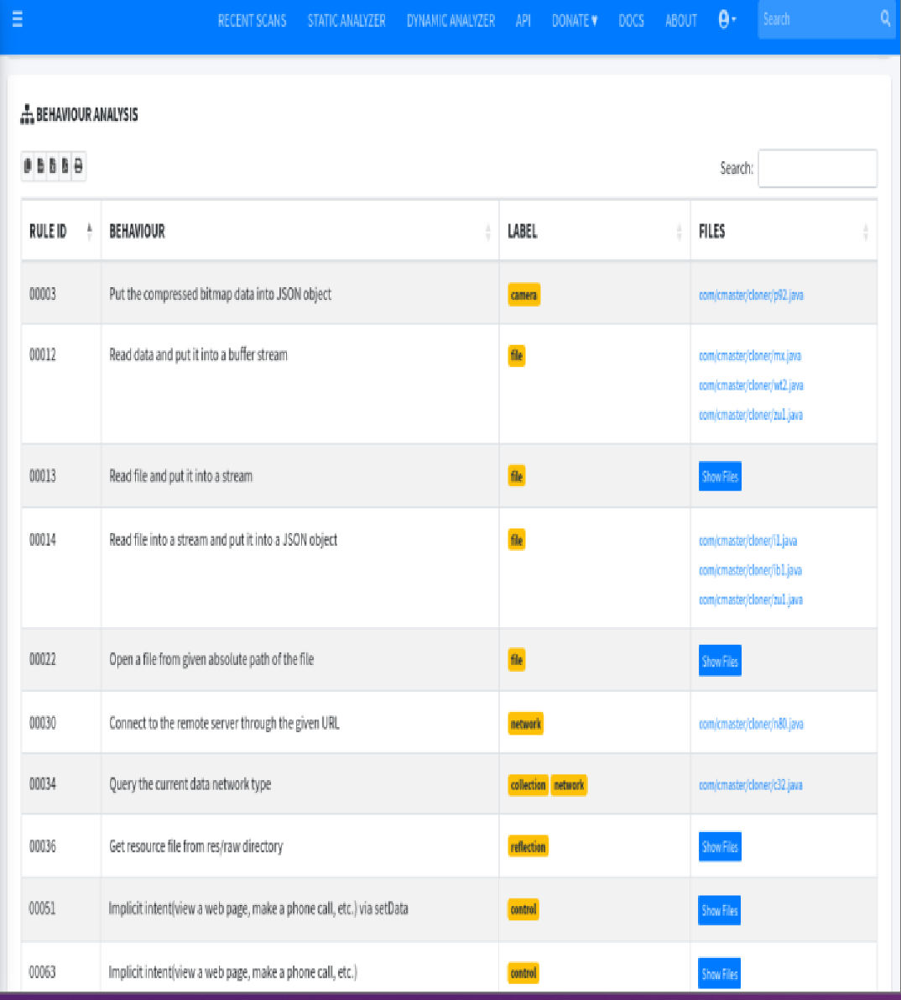 RECENT SCANS STATIC ANALYZER DYNAMIC ANALYZER API DONATE ♥ DOCS ABOUT Search
BEHAVIOUR ANALYSIS
Search:
RULE ID BEHAVIOUR LABEL FILES
00003 Put the compressed bitmap data into JSON object camera com/cmaster/cloner/p92.java
00012 Read data and put it into a buffer stream file com/cmaster/cloner/mx.java
com/cmaster/cloner/wt2.java
com/cmaster/cloner/zu1.java
00013 Read file and put it into a stream file Show Files
00014 Read file into a stream and put it into a JSON object file com/cmaster/cloner/i1.java
com/cmaster/cloner/ib1.java
com/cmaster/cloner/zu1.java
00022 Open a file from given absolute path of the file file Show Files
00030 Connect to the remote server through the given URL network com/cmaster/cloner/n80.java
00034 Query the current data network type collection network com/cmaster/cloner/c32.java
00036 Get resource file from res/raw directory reflection Show Files
00051 Implicit intent(view a web page, make a phone call, etc.) via setData control Show Files
00063 Implicit intent(view a web page, make a phone call, etc.) control Show Files